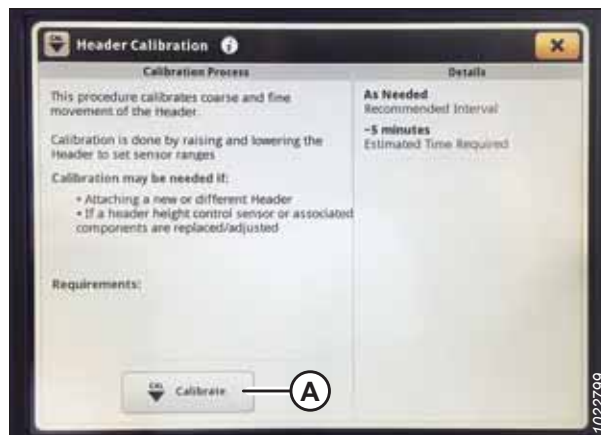 CAL
Header Calibration i
Calibration Process
Details
This procedure calibrates coarse and fine
movement of the Header.
Calibration is done by raising and lowering the
Header to set sensor ranges
Calibration may be needed if:
• Attaching a new or different Header
• If a header height control sensor or associated
components are replaced/adjusted
Requirements:
As Needed
Recommended Interval
~5 minutes
Estimated Time Required
CAL
Calibrate
A
1022799